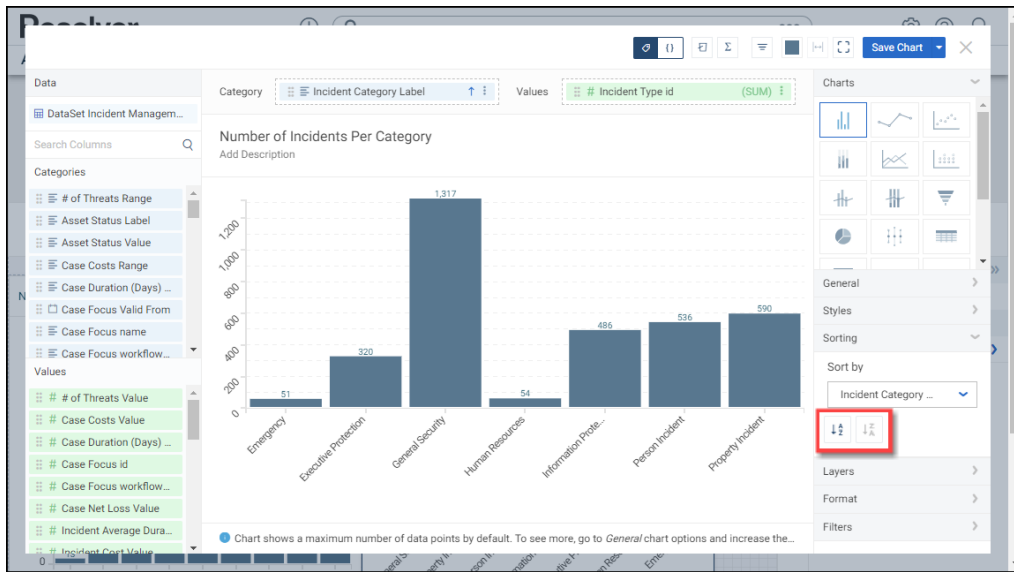 Resolver
Save Chart
Data
DataSet Incident Managem...
Search Columns
Categories
# of Threats Range
Asset Status Label
Asset Status Value
Case Costs Range
Case Duration (Days) ...
Case Focus Valid From
Case Focus name
Case Focus workflow...
Values
# # of Threats Value
# Case Costs Value
# Case Duration (Days) ...
# Case Focus id
# Case Focus workflow...
# Case Net Loss Value
# Incident Average Dura...
# Incident Cost Value
Category
Incident Category Label
Values
# Incident Type id (SUM)
Number of Incidents Per Category
Add Description
1,200
1,000
800
600
400
200
0
51
320
1,317
54
486
536
590
Emergency
Executive Protection
General Security
Human Resources
Information Prote...
Person Incident
Property Incident
Chart shows a maximum number of data points by default. To see more, go to General chart options and increase the...
Charts
General
Styles
Sorting
Sort by
Incident Category ...
A
Z
Z
A
Layers
Format
Filters
0